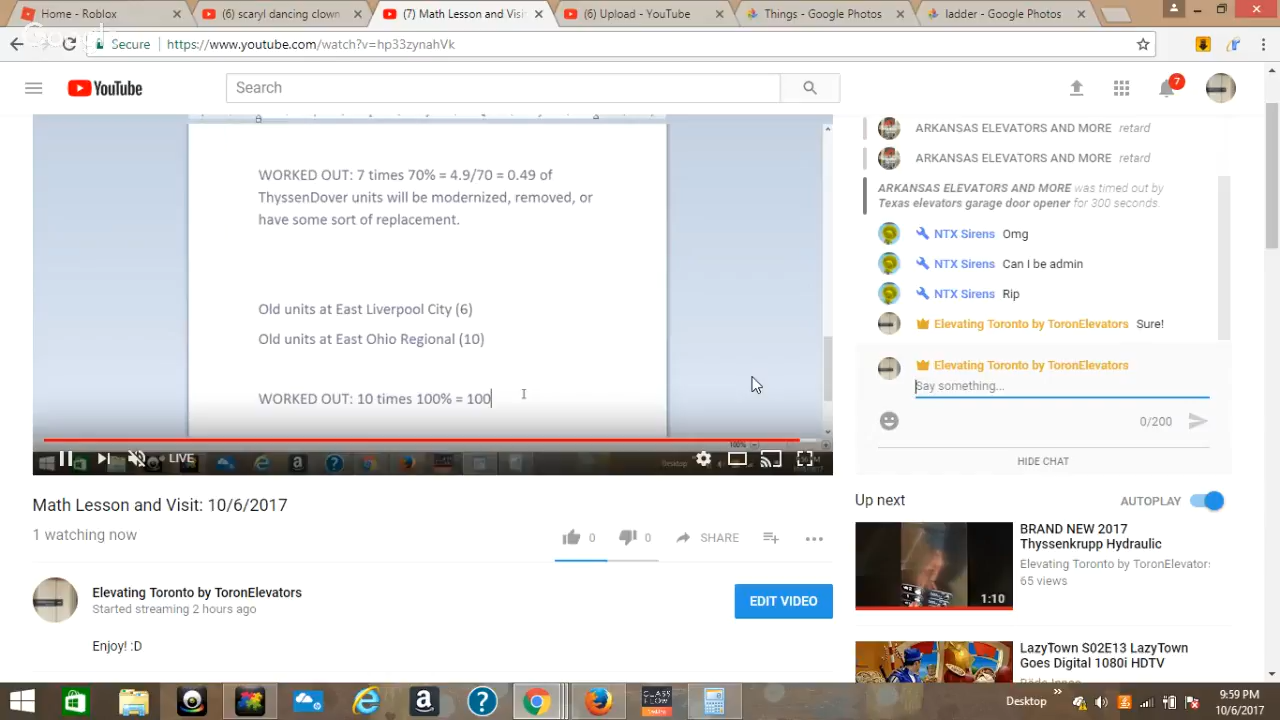 Home - Roblox
(6) scary dancing clown
(7) Math Lesson and Visi
(6) Upload - YouTube
Things - Google Photos
ladder - Google Photos
Secure
https://www.youtube.com/watch?v=hp33zynahVk
YouTube
Search
7
WORKED OUT: 7 times 70% = 4.9/70 = 0.49 of
ThyssenDover units will be modernized, removed, or
have some sort of replacement.
Old units at East Liverpool City (6)
Old units at East Ohio Regional (10)
WORKED OUT: 10 times 100% = 100
LIVE
100%
Desktop
ARKANSAS ELEVATORS AND MORE retard
ARKANSAS ELEVATORS AND MORE retard
ARKANSAS ELEVATORS AND MORE was timed out by
Texas elevators garage door opener for 300 seconds.
NTX Sirens Omg
NTX Sirens Can I be admin
NTX Sirens Rip
Elevating Toronto by ToronElevators Sure!
Elevating Toronto by ToronElevators
Say something...
0/200
HIDE CHAT
Math Lesson and Visit: 10/6/2017
1 watching now
0
0
SHARE
Elevating Toronto by ToronElevators
Started streaming 2 hours ago
EDIT VIDEO
Enjoy! :D
Up next
AUTOPLAY
BRAND NEW 2017
Thyssenkrupp Hydraulic
Elevating Toronto by ToronElevator
65 views
1:10
LazyTown S02E13 LazyTown
Goes Digital 1080i HDTV
CLASS
Desktop
9:59 PM
10/6/2017